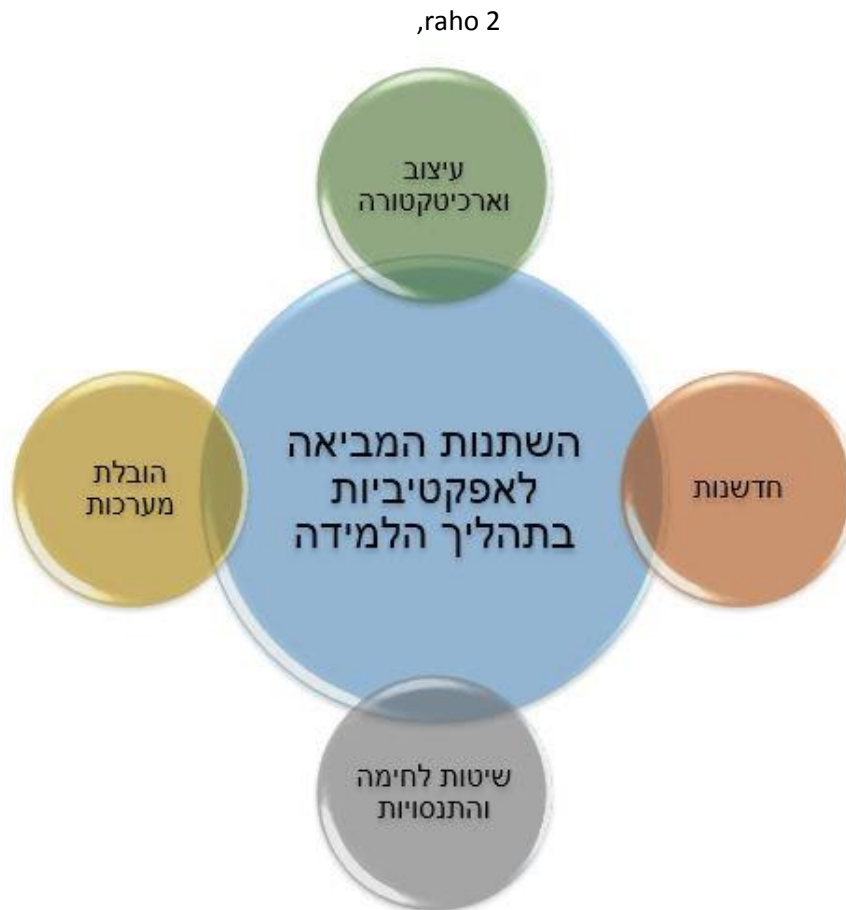 ,raho 2
עיצוב
וארכיטקטורה
השתנות המביאה
לאפקטיביות
בתהליך הלמידה
חדשנות
הובלת
מערכות
שיטות לחימה
והתנסויות